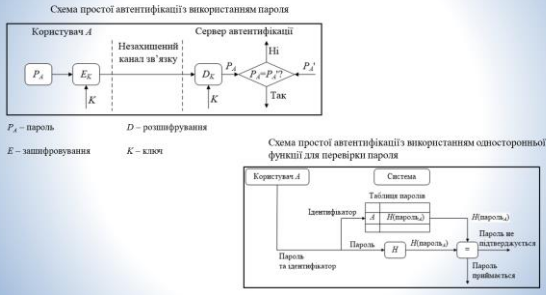 Схема простої автентифікації з використанням пароля
Користувач A
Сервер автентифікації
Незахищений
канал зв'язку
Ні
P_A
E_K
D_K
P_A
P_A=P_A'?
P_A'
K
K
Так
P_A – пароль
D – розшифрування
E – зашифровування
K – ключ
Схема простої автентифікації з використанням односторонньої
функції для перевірки пароля
Користувач A
Система
Таблиця паролів
Ідентифікатор
A
H(пароль_A)
H(пароль_A)
Пароль
H
H(пароль_A)
=
Пароль не
підтверджується
Пароль
та ідентифікатор
Пароль
приймається